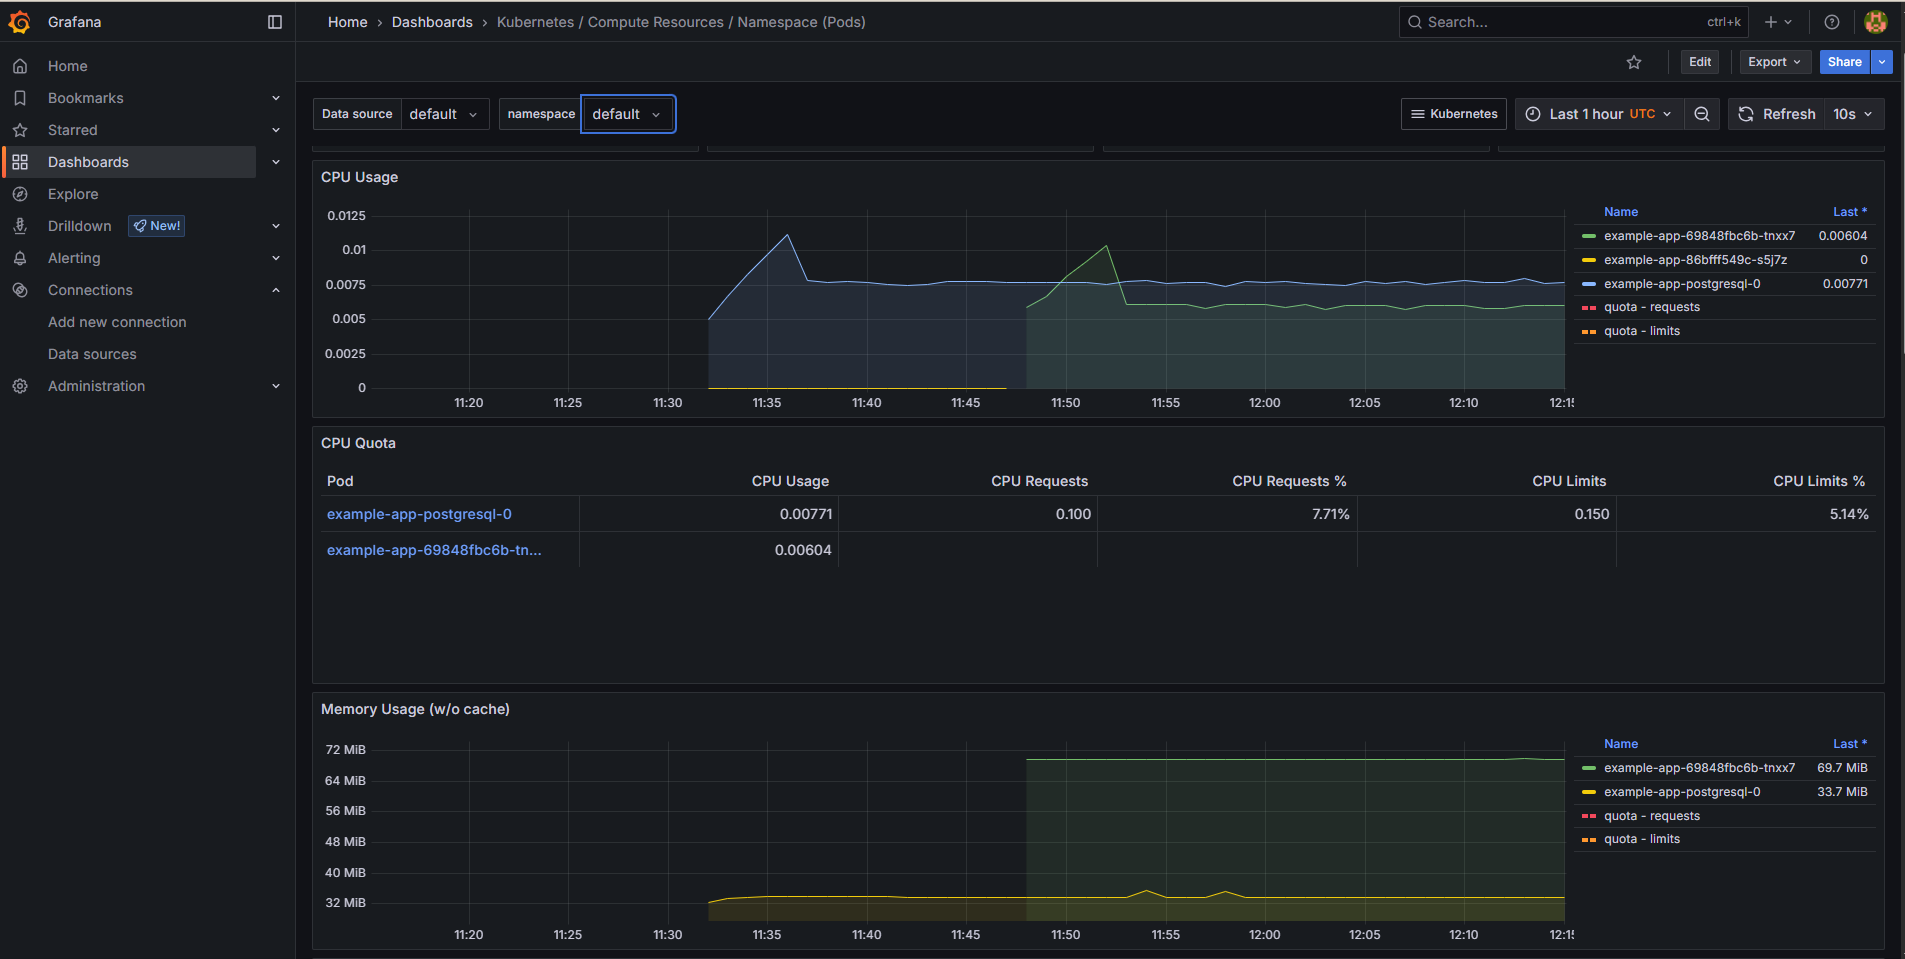 Grafana
Home › Dashboards › Kubernetes / Compute Resources / Namespace (Pods)
Search... ctrl+k
Home
Bookmarks
Starred
Dashboards
Explore
Drilldown New!
Alerting
Connections
Add new connection
Data sources
Administration
Edit Export Share
Data source default namespace default
Kubernetes Last 1 hour UTC Refresh 10s
CPU Usage
0.0125
0.01
0.0075
0.005
0.0025
0
11:20 11:25 11:30 11:35 11:40 11:45 11:50 11:55 12:00 12:05 12:10 12:15
Name Last *
example-app-69848fbc6b-tnxx7 0.00604
example-app-86bfff549c-s5j7z 0
example-app-postgresql-0 0.00771
quota - requests
quota - limits
CPU Quota
Pod CPU Usage CPU Requests CPU Requests % CPU Limits CPU Limits %
example-app-postgresql-0 0.00771 0.100 7.71% 0.150 5.14%
example-app-69848fbc6b-tn... 0.00604
Memory Usage (w/o cache)
72 MiB
64 MiB
56 MiB
48 MiB
40 MiB
32 MiB
11:20 11:25 11:30 11:35 11:40 11:45 11:50 11:55 12:00 12:05 12:10 12:15
Name Last *
example-app-69848fbc6b-tnxx7 69.7 MiB
example-app-postgresql-0 33.7 MiB
quota - requests
quota - limits